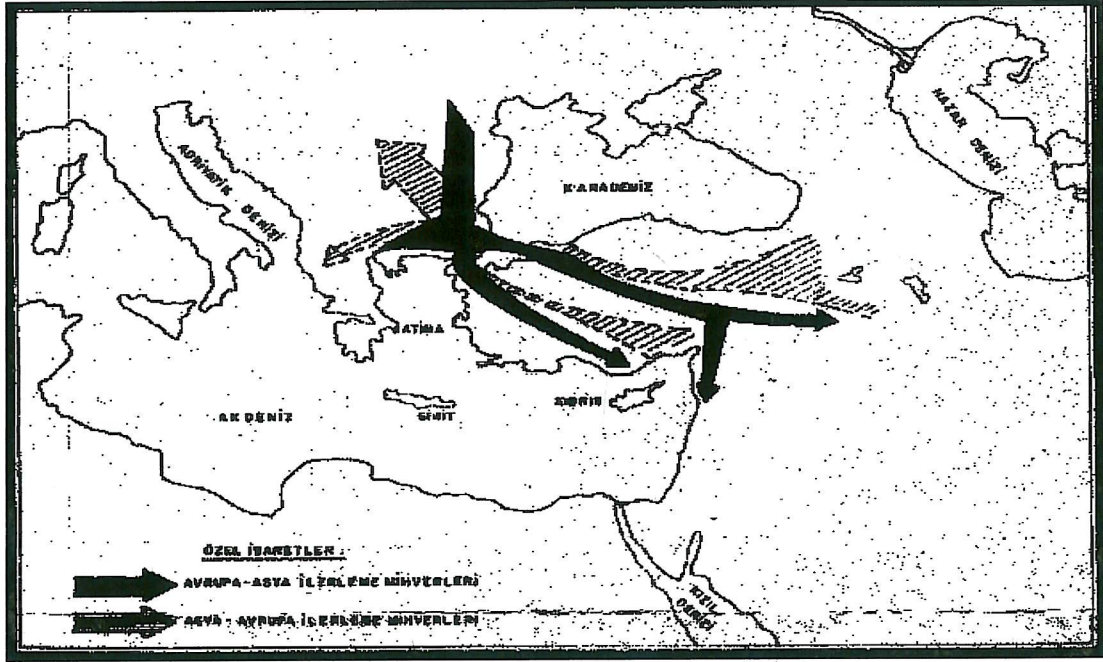 HAZAR DENİZİ
ADRİYATİK DENİZİ
KARADENİZ
ATİNA
KIBRIS
AKDENİZ
GİRİT
ÖZEL İŞARETLER :
AVRUPA-ASYA İLERLEME MİHVERLERİ
ASYA-AVRUPA İLERLEME MİHVERLERİ
KIZIL DENİZİ